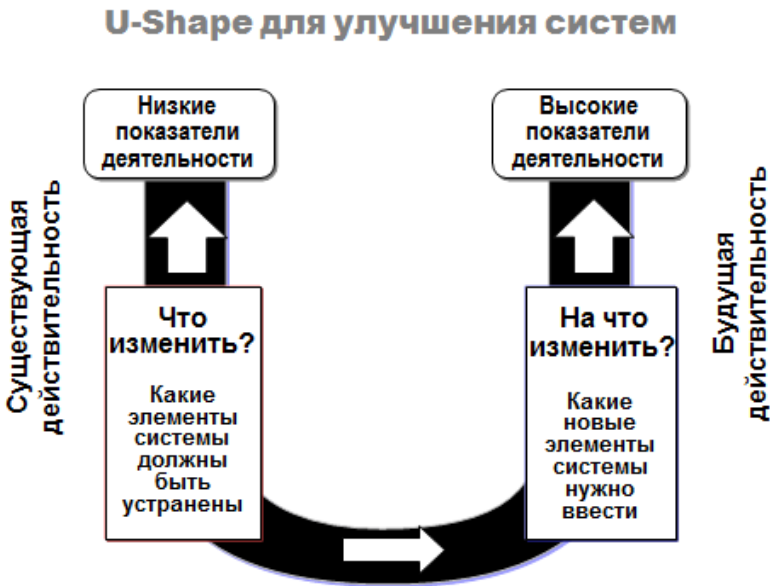 U-Shape для улучшения систем
Низкие
показатели
деятельности
Высокие
показатели
деятельности
Существующая
действительность
Что
изменить?
Какие
элементы
системы
должны
быть
устранены
На что
изменить?
Какие
новые
элементы
системы
нужно
ввести
Будущая
действительность